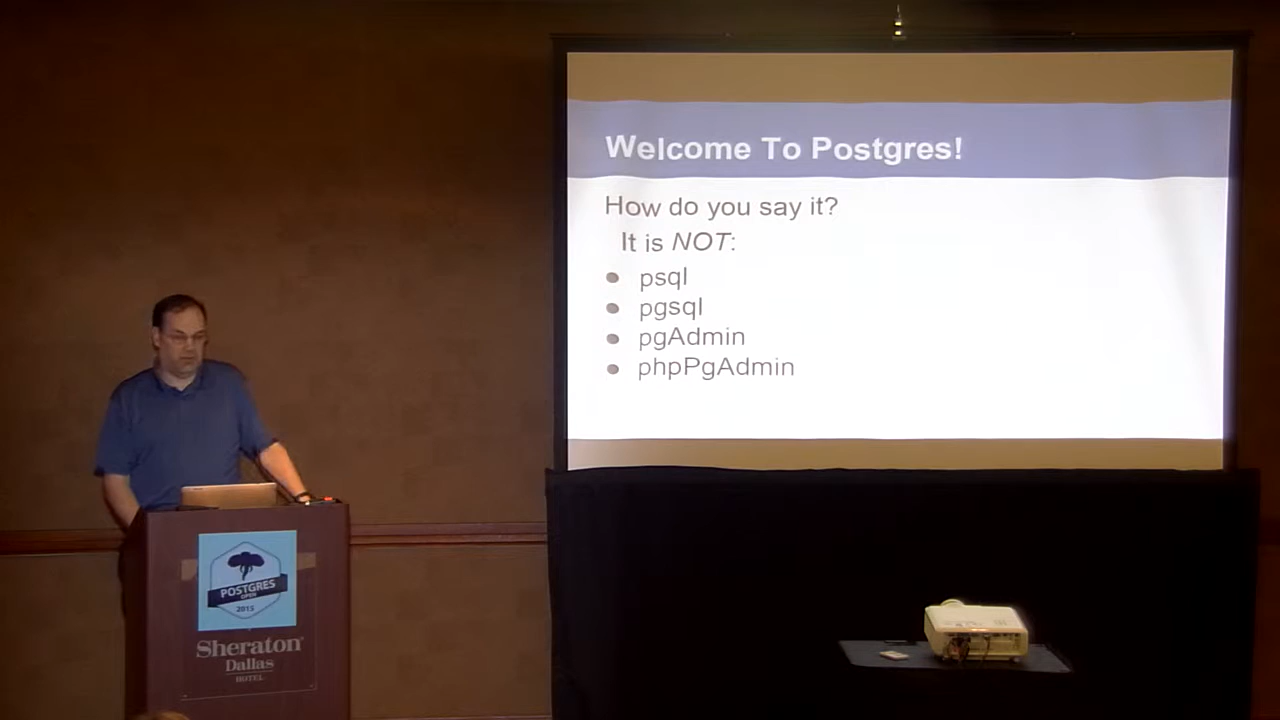 Welcome To Postgres!
How do you say it?
It is NOT:
● psql
● pgsql
● pgAdmin
● phpPgAdmin
POSTGRES
OPEN
2015
Sheraton®
Dallas
HOTEL